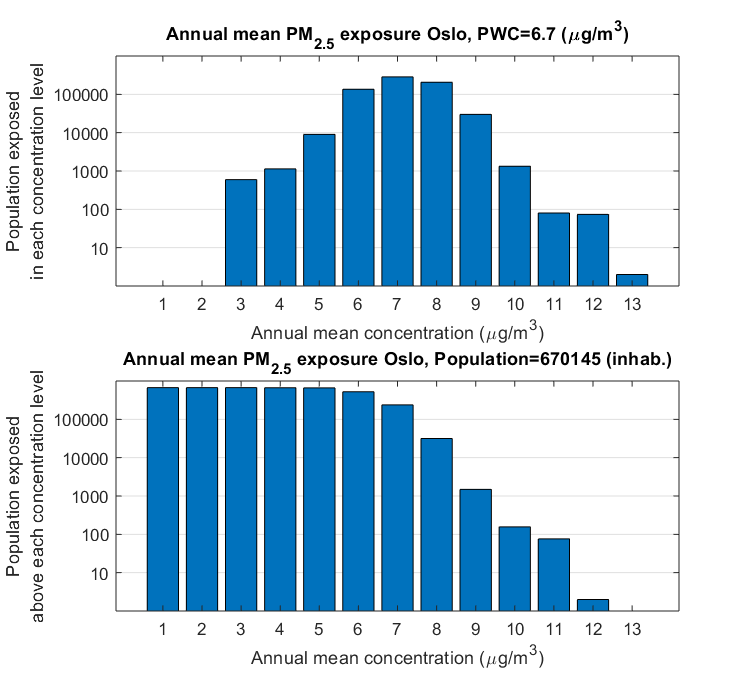 Annual mean PM2.5 exposure Oslo, PWC=6.7 (μg/m3)
Population exposed
in each concentration level
100000
10000
1000
100
10
1 2 3 4 5 6 7 8 9 10 11 12 13
Annual mean concentration (μg/m3)
Annual mean PM2.5 exposure Oslo, Population=670145 (inhab.)
Population exposed
above each concentration level
100000
10000
1000
100
10
1 2 3 4 5 6 7 8 9 10 11 12 13
Annual mean concentration (μg/m3)